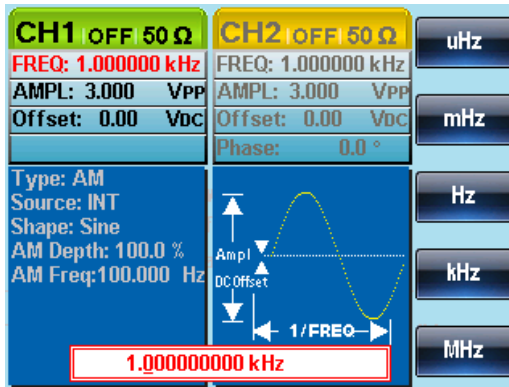 CH1 OFF 50 Ω
FREQ: 1.000000 kHz
AMPL: 3.000 VPP
Offset: 0.00 VDC
CH2 OFF 50 Ω
FREQ: 1.000000 kHz
AMPL: 3.000 VPP
Offset: 0.00 VDC
Phase: 0.0 °
Type: AM
Source: INT
Shape: Sine
AM Depth: 100.0 %
AM Freq:100.000 Hz
Ampl
DC Offset
1/FREQ
1.000000000 kHz
uHz
mHz
Hz
kHz
MHz